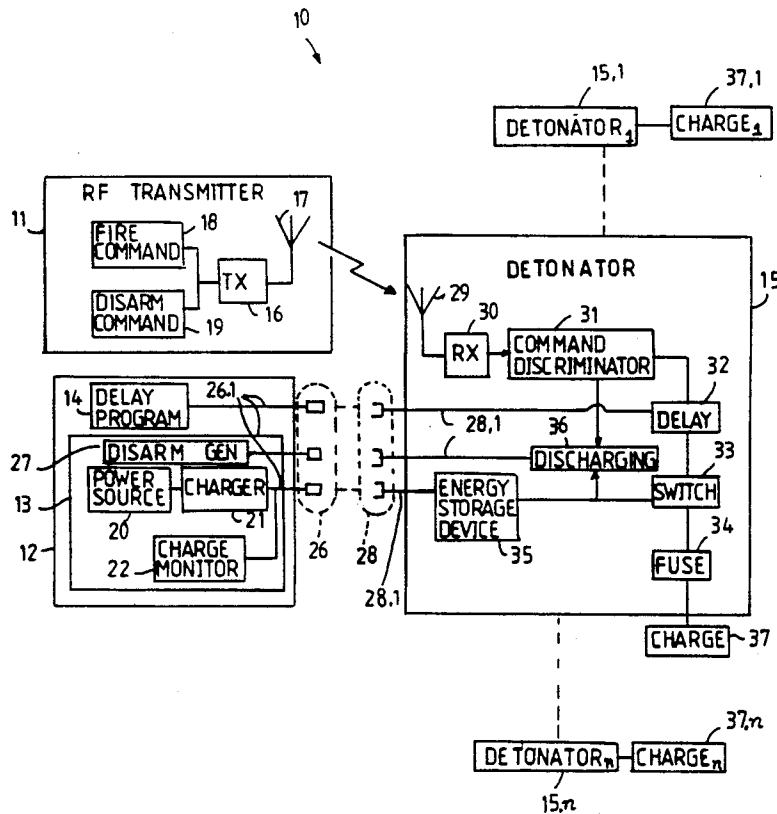 10
15,1
37,1
DETONATOR1
CHARGE1
RF TRANSMITTER
17
11
18
FIRE
COMMAND
TX
16
DISARM
COMMAND
19
DETONATOR
15
29
30
RX
31
COMMAND
DISCRIMINATOR
32
DELAY
14
DELAY
PROGRAM
26.1
28,1
36
27
DISARM GEN
DISCHARGING
33
13
POWER
SOURCE
CHARGER
20
21
26
28
ENERGY
STORAGE
DEVICE
35
SWITCH
34
12
22
CHARGE
MONITOR
28,1
FUSE
CHARGE
37
37,n
DETONATORn
CHARGEn
15,n